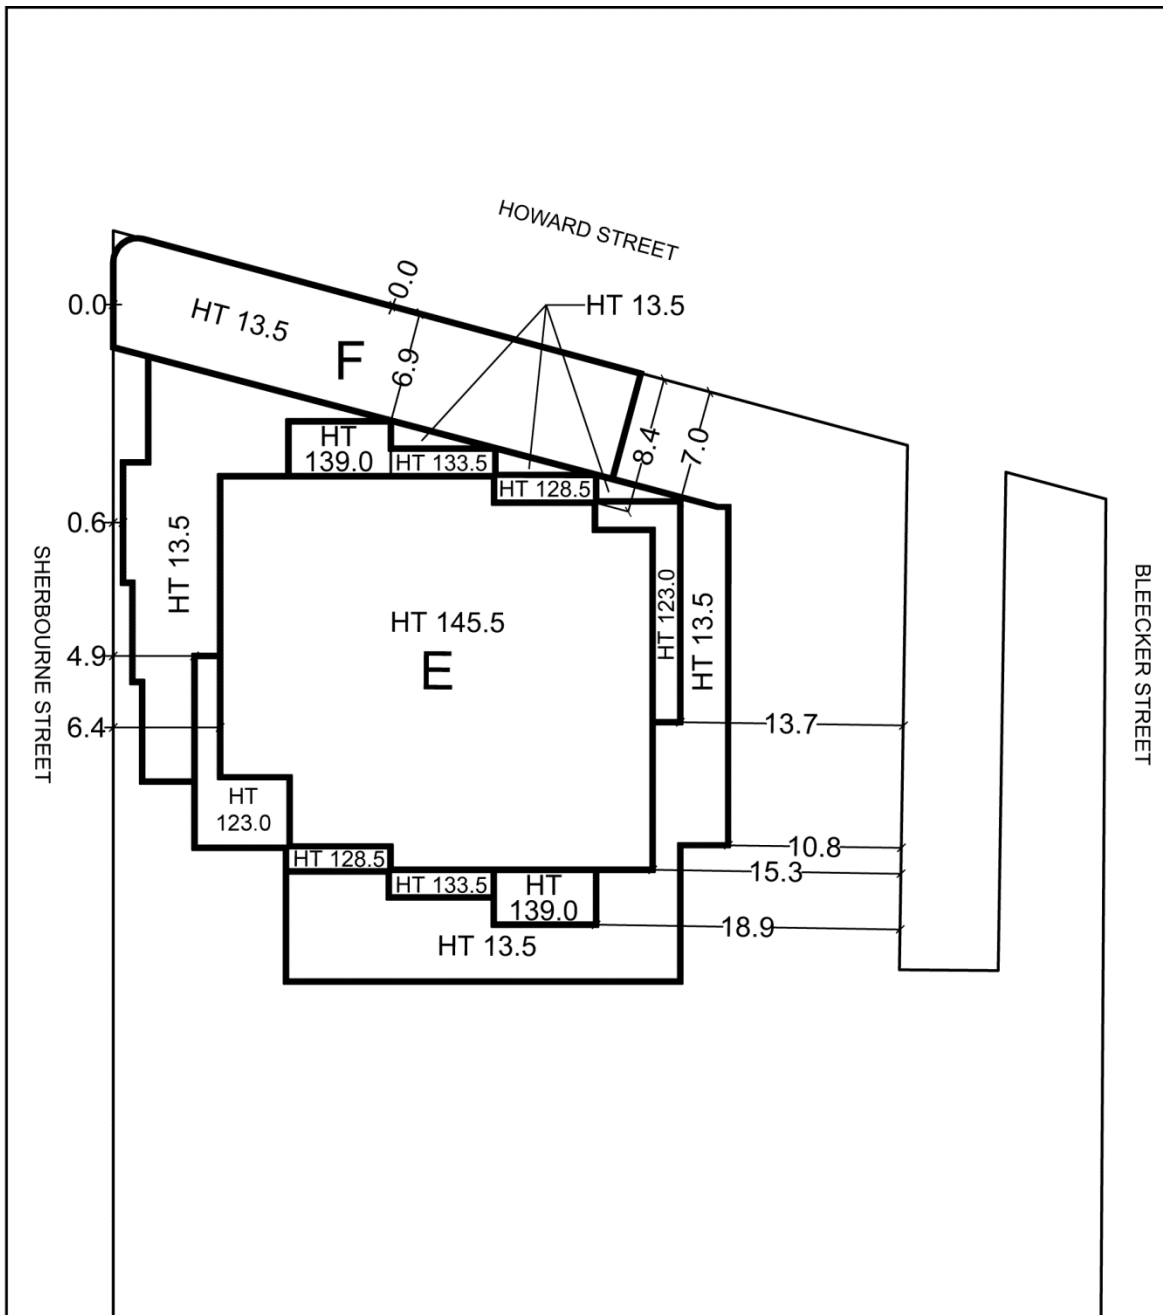 HOWARD STREET
0.0
0.0
HT 13.5
HT 13.5
F
6.9
8.4
7.0
HT
139.0
HT 133.5
HT 128.5
0.6
HT 13.5
SHERBOURNE STREET
BLEECKER STREET
HT 123.0
HT 13.5
HT 145.5
E
4.9
6.4
13.7
HT
123.0
10.8
HT 128.5
15.3
HT 133.5
HT
139.0
18.9
HT 13.5